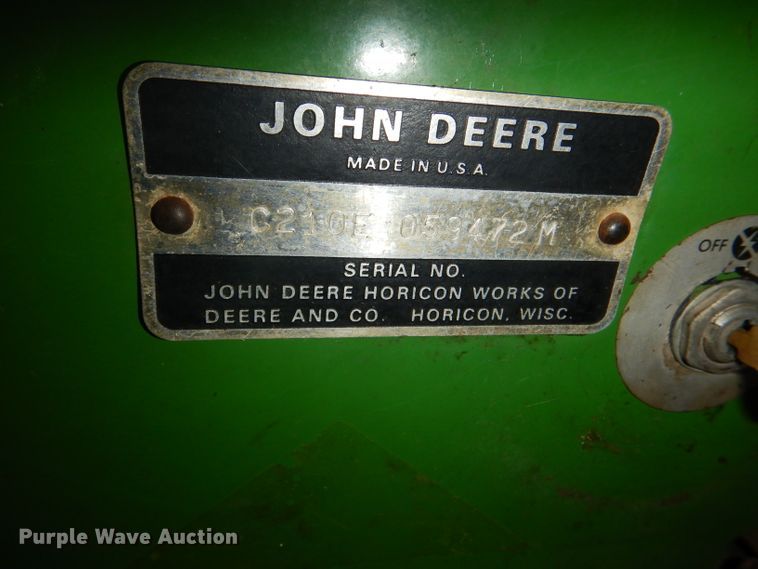 JOHN DEERE
MADE IN U.S.A.
C210E 059472M
SERIAL NO.
JOHN DEERE HORICON WORKS OF
DEERE AND CO. HORICON, WISC.
OFF
Purple Wave Auction